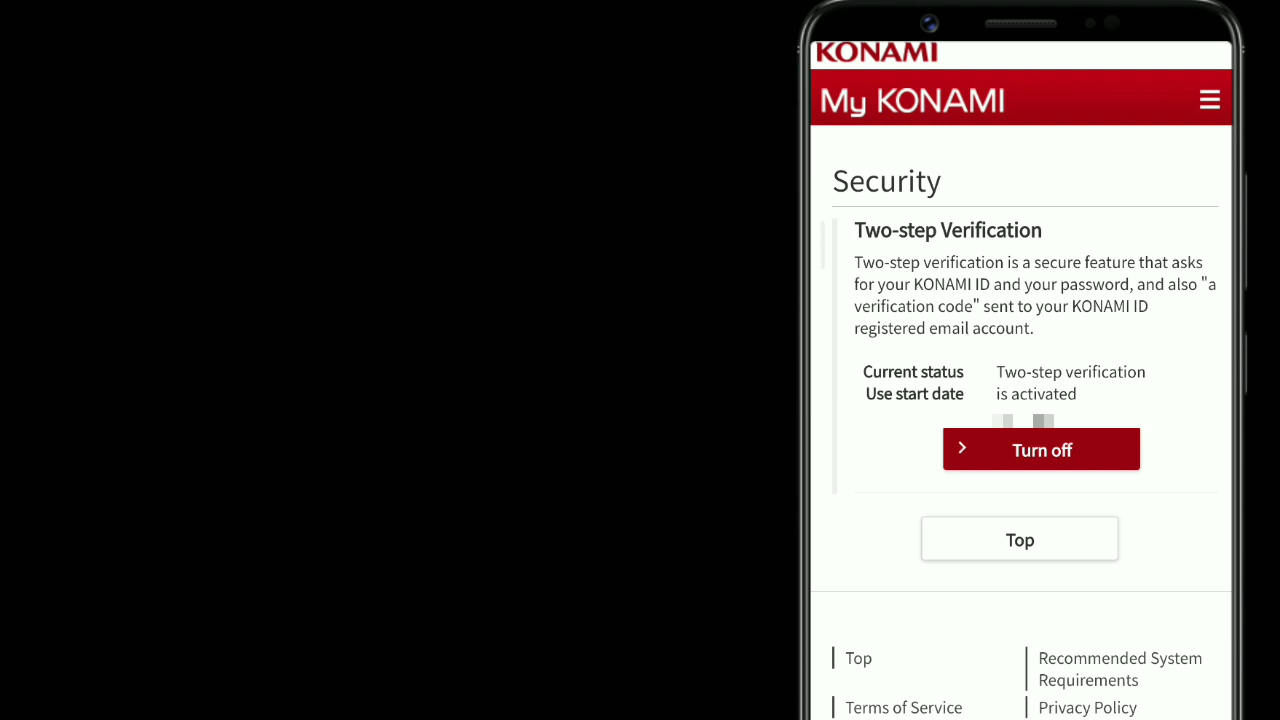 KONAMI
My KONAMI
Security
Two-step Verification
Two-step verification is a secure feature that asks
for your KONAMI ID and your password, and also "a
verification code" sent to your KONAMI ID
registered email account.
Current status
Use start date
Two-step verification
is activated
Turn off
Top
Top
Recommended System
Requirements
Terms of Service
Privacy Policy